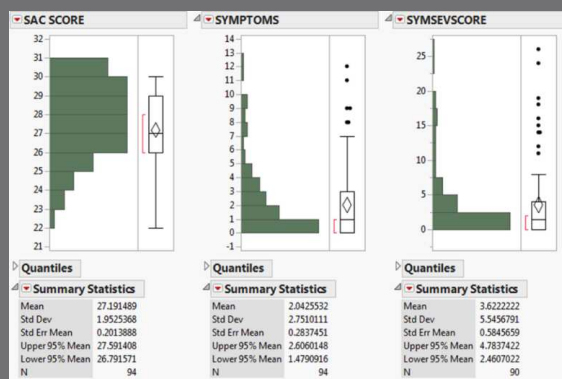 SAC SCORE
32
31
30
29
28
27
26
25
24
23
22
21
Quantiles
Summary Statistics
Mean 27.191489
Std Dev 1.9525368
Std Err Mean 0.2013888
Upper 95% Mean 27.591408
Lower 95% Mean 26.791571
N 94
SYMPTOMS
14
13
12
11
10
9
8
7
6
5
4
3
2
1
0
-1
Quantiles
Summary Statistics
Mean 2.0425532
Std Dev 2.7510111
Std Err Mean 0.2837451
Upper 95% Mean 2.6060148
Lower 95% Mean 1.4790916
N 94
SYMSEVSCORE
25
20
15
10
5
0
Quantiles
Summary Statistics
Mean 3.6222222
Std Dev 5.5456791
Std Err Mean 0.5845659
Upper 95% Mean 4.7837422
Lower 95% Mean 2.4607022
N 90